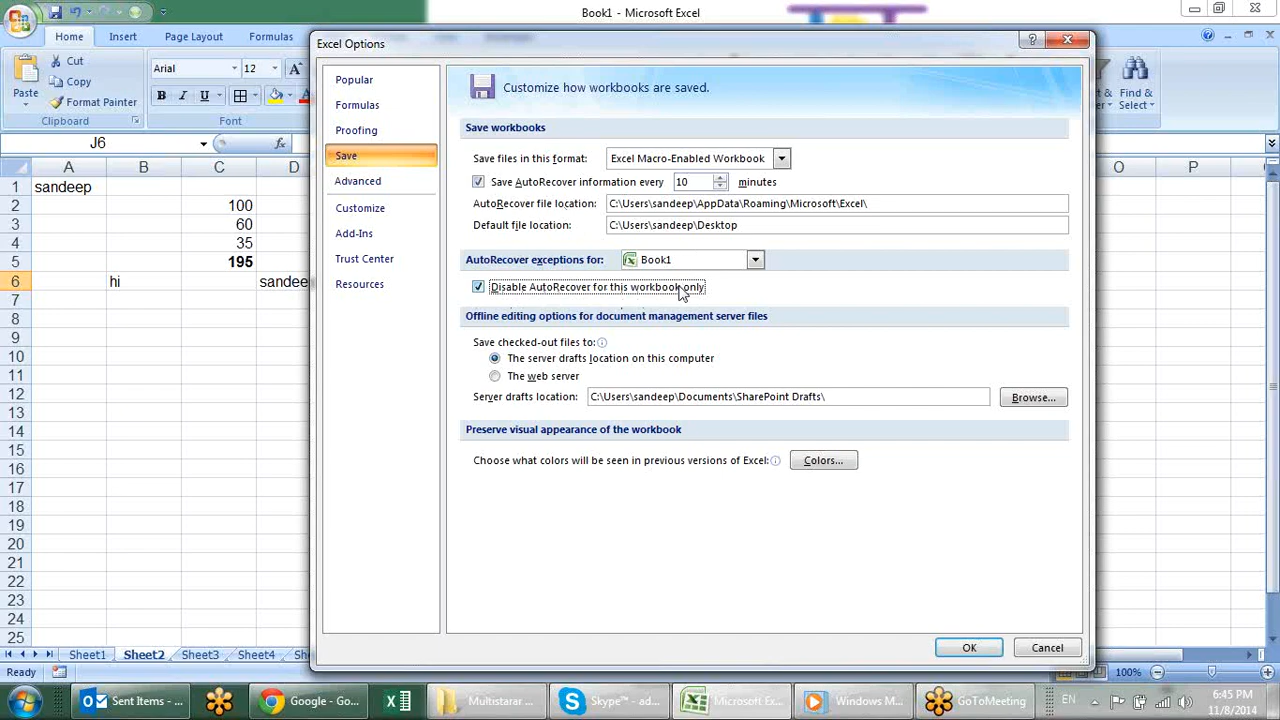 Book1 - Microsoft Excel
Home Insert Page Layout Formulas
Excel Options
Paste
Cut
Copy
Format Painter
Clipboard
Arial 12
B I U
Font
Find &
Select
J6 fx
A B C D O P
1 sandeep
2 100
3 60
4 35
5 195
6 hi sandee
7
8
9
10
11
12
13
14
15
16
17
18
19
20
21
22
23
24
25
Popular
Formulas
Proofing
Save
Advanced
Customize
Add-Ins
Trust Center
Resources
Customize how workbooks are saved.
Save workbooks
Save files in this format: Excel Macro-Enabled Workbook
Save AutoRecover information every 10 minutes
AutoRecover file location: C:\Users\sandeep\AppData\Roaming\Microsoft\Excel\
Default file location: C:\Users\sandeep\Desktop
AutoRecover exceptions for: Book1
Disable AutoRecover for this workbook only
Offline editing options for document management server files
Save checked-out files to:
The server drafts location on this computer
The web server
Server drafts location: C:\Users\sandeep\Documents\SharePoint Drafts\
Browse...
Preserve visual appearance of the workbook
Choose what colors will be seen in previous versions of Excel: Colors...
OK Cancel
Sheet1 Sheet2 Sheet3 Sheet4 Sh
Ready 100%
Sent Items - ... Google - Go... Multistarar ... Skype™ - ad... Microsoft Ex... Windows M... GoToMeeting EN
6:45 PM
11/8/2014